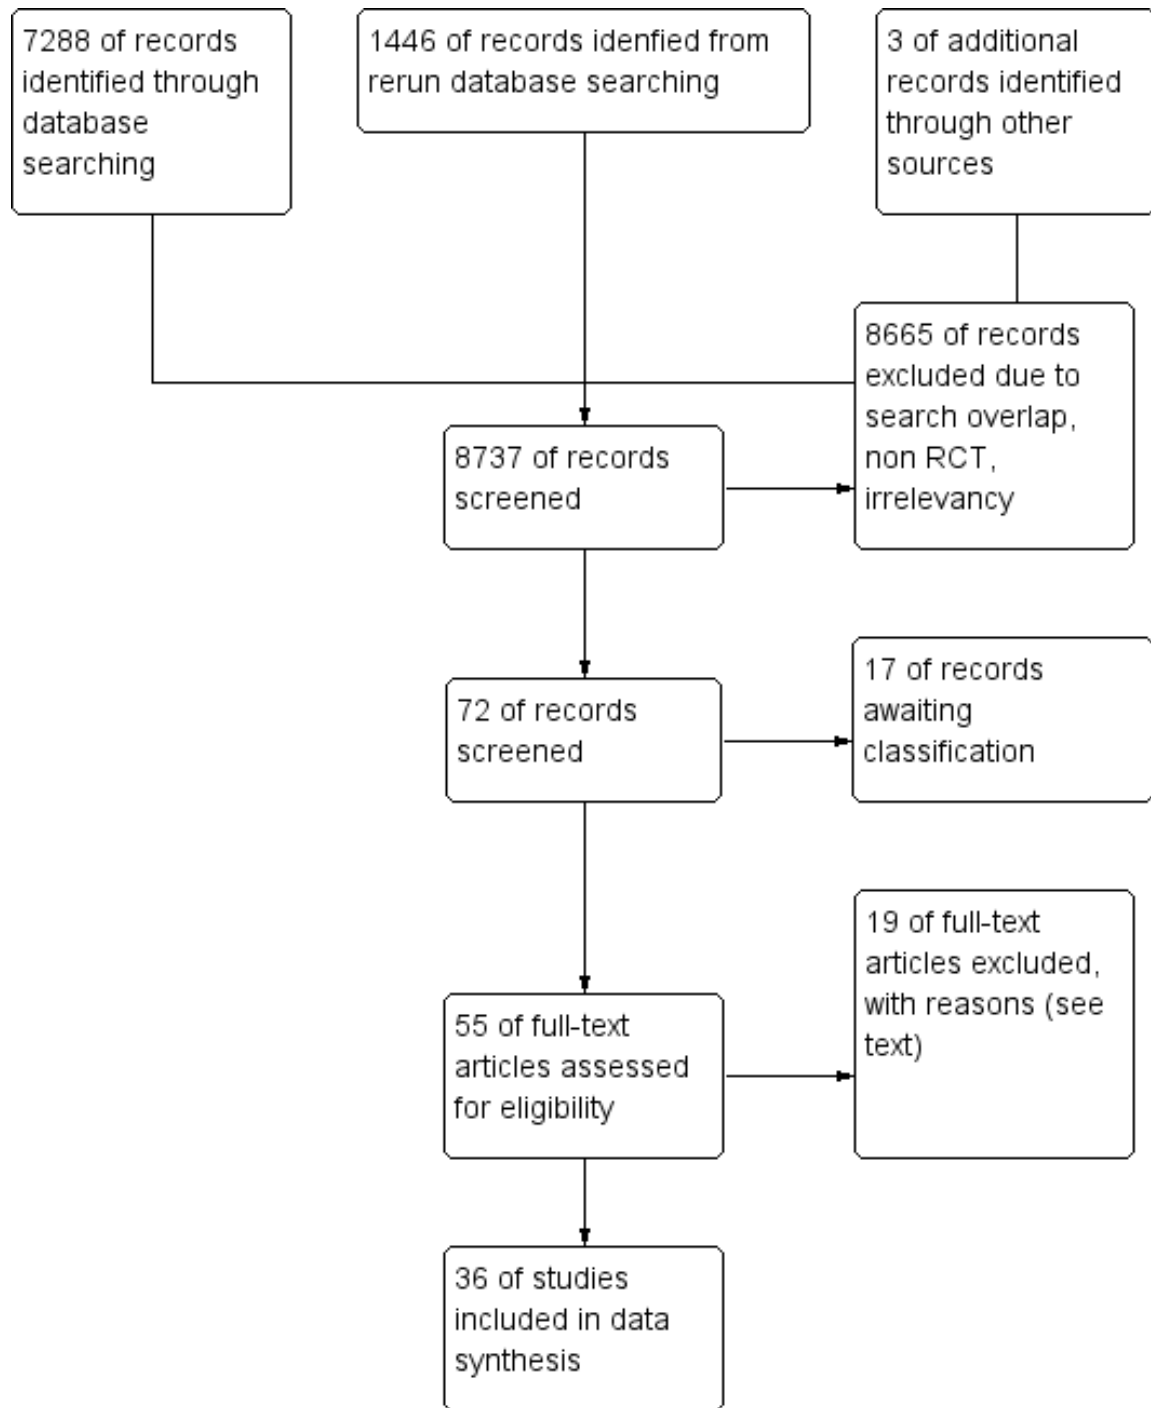 7288 of records
identified through
database
searching
1446 of records idenfied from
rerun database searching
3 of additional
records identified
through other
sources
8665 of records
excluded due to
search overlap,
non RCT,
irrelevancy
8737 of records
screened
72 of records
screened
17 of records
awaiting
classification
55 of full-text
articles assessed
for eligibility
19 of full-text
articles excluded,
with reasons (see
text)
36 of studies
included in data
synthesis